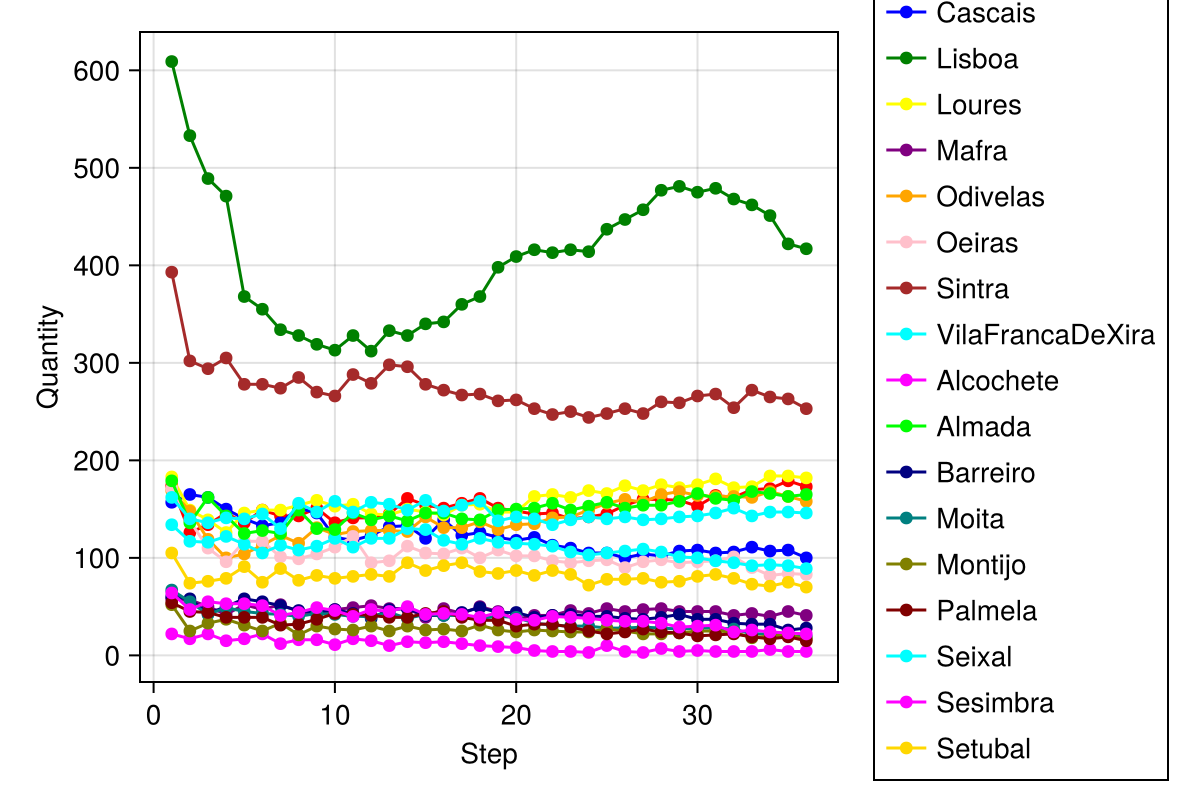 Cascais
Lisboa
Loures
Mafra
Odivelas
Oeiras
Sintra
VilaFrancaDeXira
Alcochete
Almada
Barreiro
Moita
Montijo
Palmela
Seixal
Sesimbra
Setubal
600
500
400
300
200
100
0
Quantity
0 10 20 30
Step